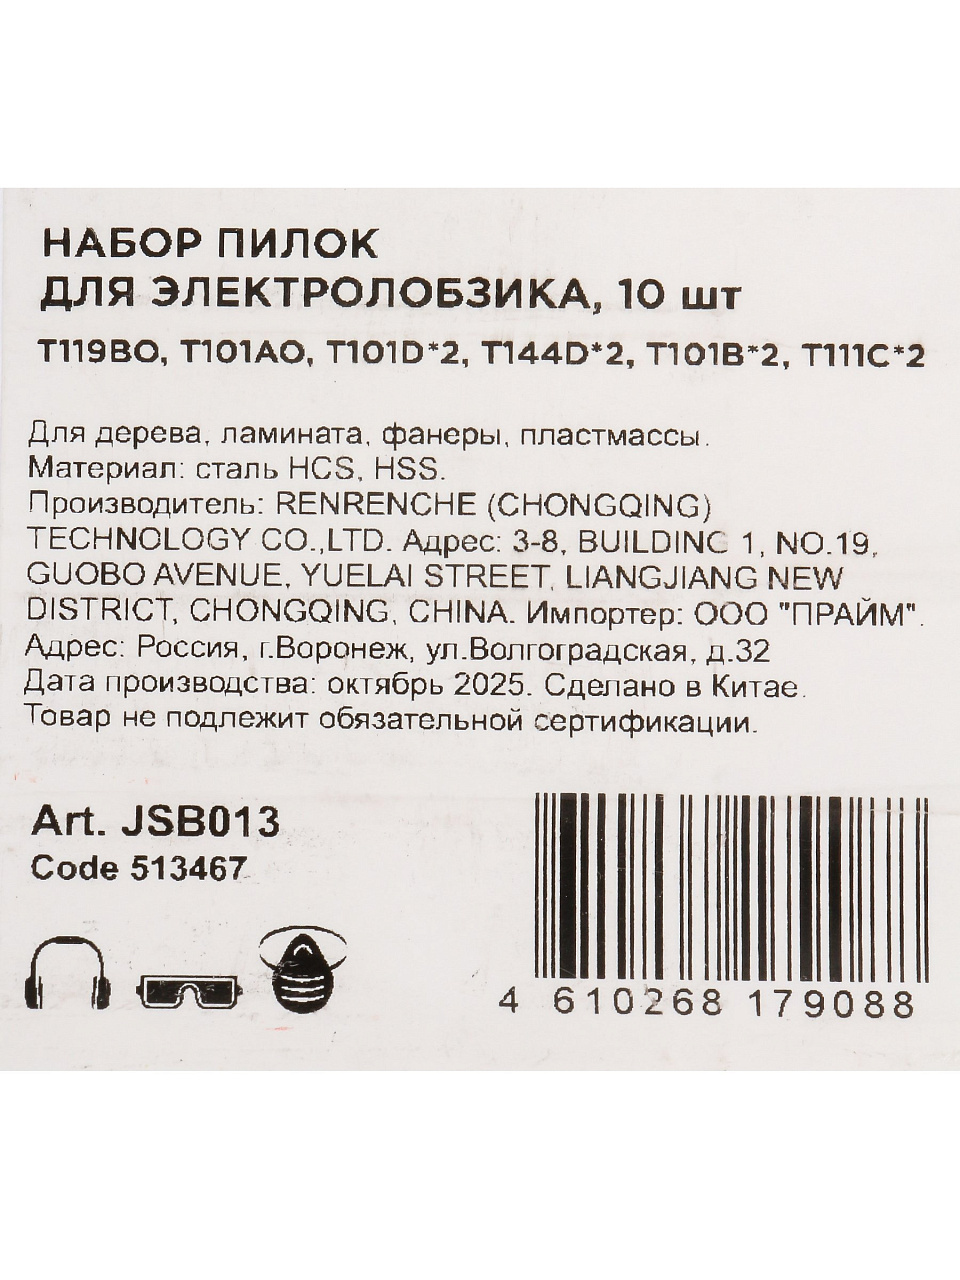 НАБОР ПИЛОК
ДЛЯ ЭЛЕКТРОЛОБЗИКА, 10 шт
T119BO, T101AO, T101D*2, T144D*2, T101B*2, T111C*2
Для дерева, ламината, фанеры, пластмассы.
Материал: сталь HCS, HSS.
Производитель: RENRENCHE (CHONGQING)
TECHNOLOGY CO.,LTD. Адрес: 3-8, BUILDING 1, NO.19,
GUOBO AVENUE, YUELAI STREET, LIANGJIANG NEW
DISTRICT, CHONGQING, CHINA. Импортер: ООО "ПРАЙМ".
Адрес: Россия, г.Воронеж, ул.Волгоградская, д.32
Дата производства: октябрь 2025. Сделано в Китае.
Товар не подлежит обязательной сертификации.
Art. JSB013
Code 513467
4 610268 179088